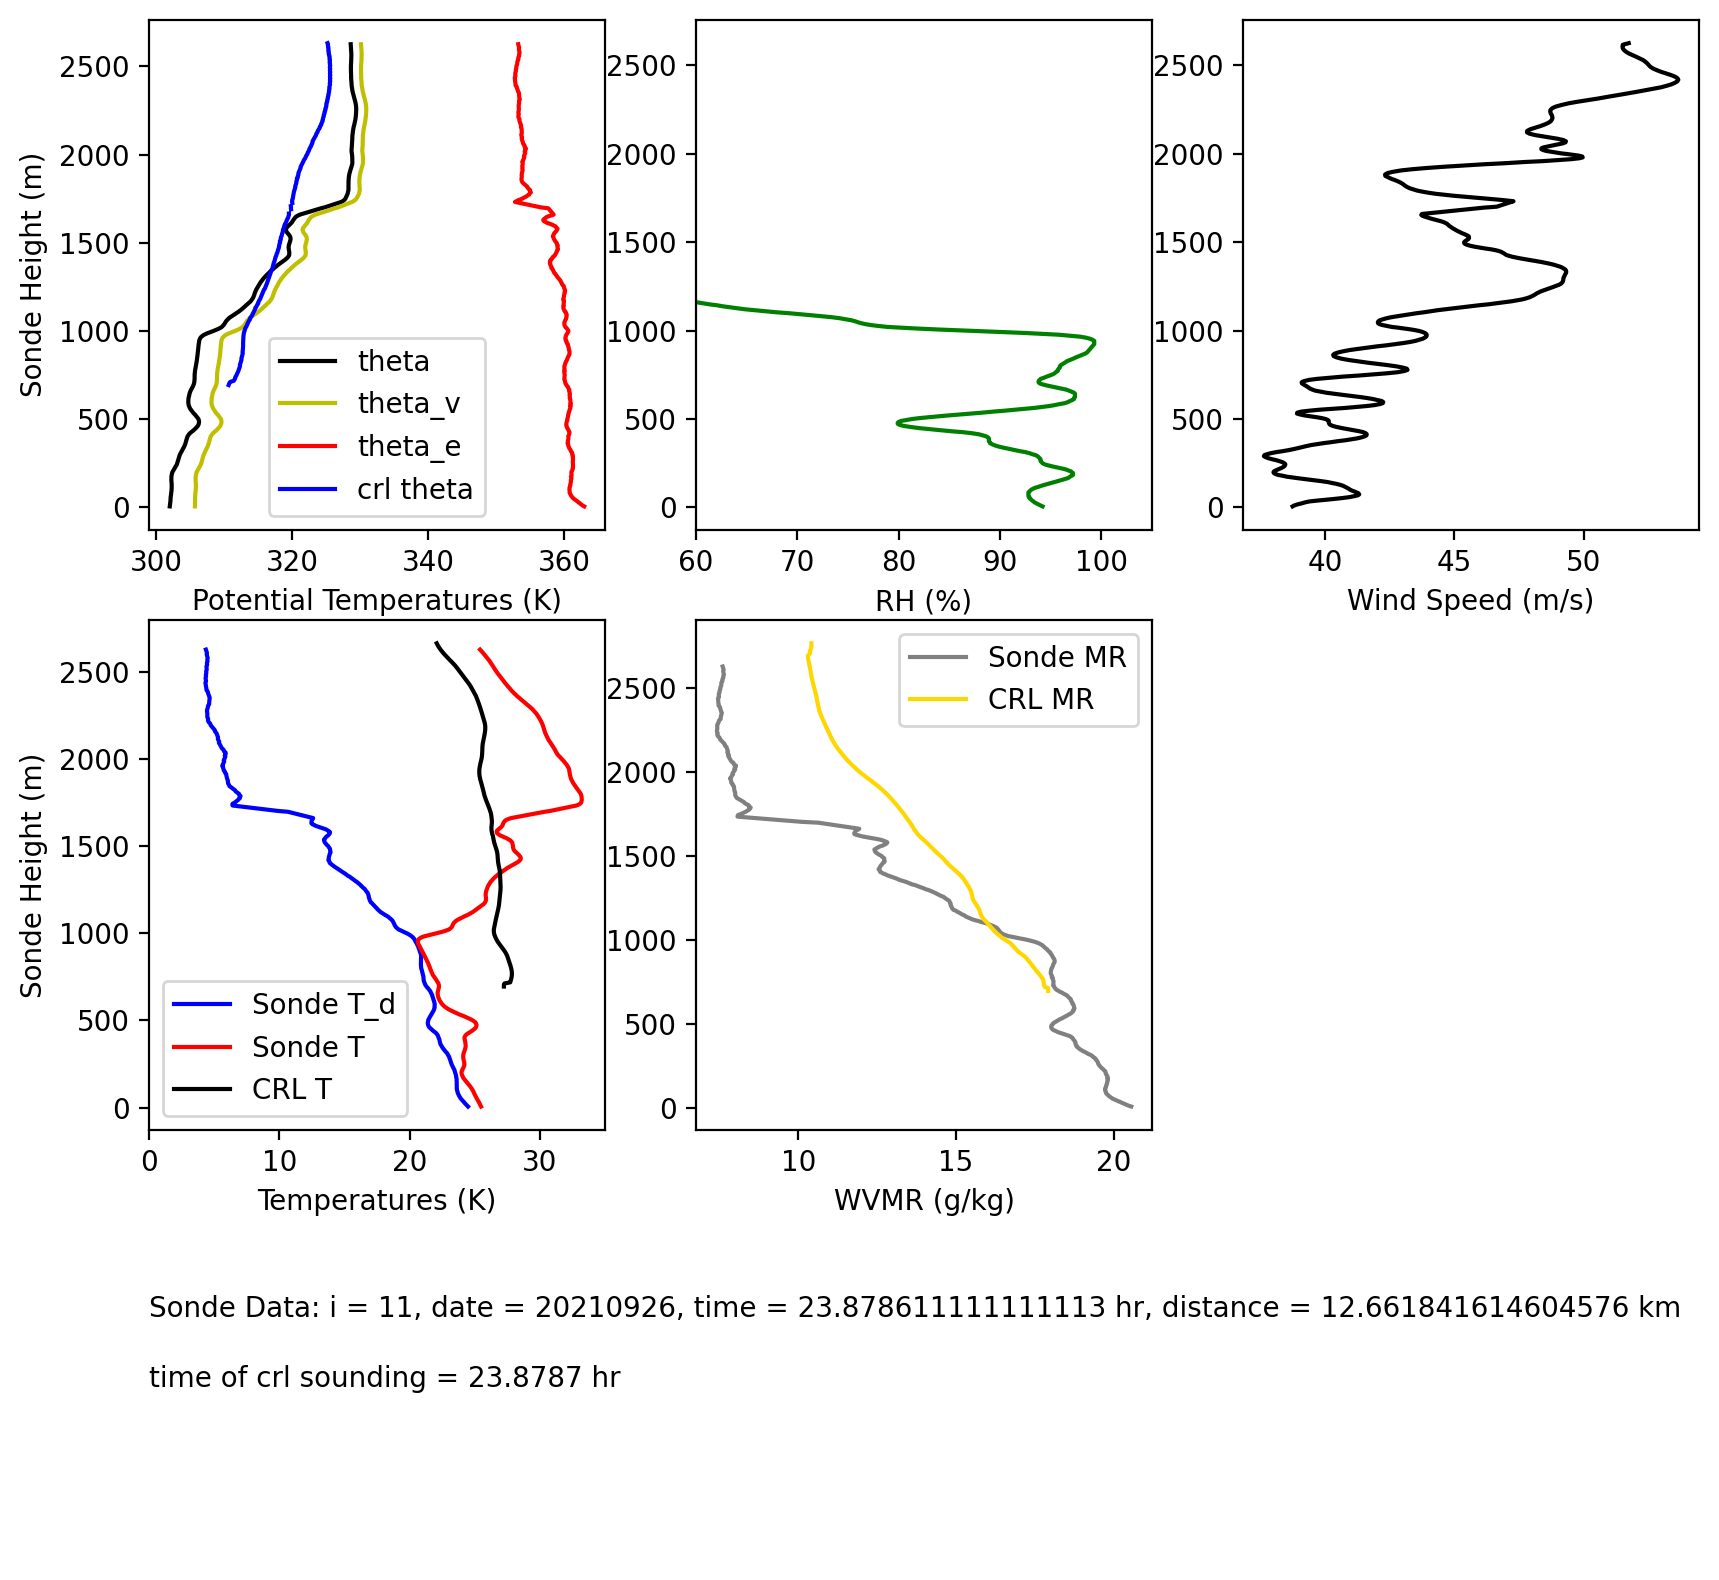 2500
2000
1500
1000
500
0
Sonde Height (m)
300
320
340
360
Potential Temperatures (K)
theta
theta_v
theta_e
crl theta
2500
2000
1500
1000
500
0
60
70
80
90
100
RH (%)
2500
2000
1500
1000
500
0
40
45
50
Wind Speed (m/s)
2500
2000
1500
1000
500
0
Sonde Height (m)
0
10
20
30
Temperatures (K)
Sonde T_d
Sonde T
CRL T
2500
2000
1500
1000
500
0
10
15
20
WVMR (g/kg)
Sonde MR
CRL MR
Sonde Data: i = 11, date = 20210926, time = 23.878611111111113 hr, distance = 12.661841614604576 km
time of crl sounding = 23.8787 hr